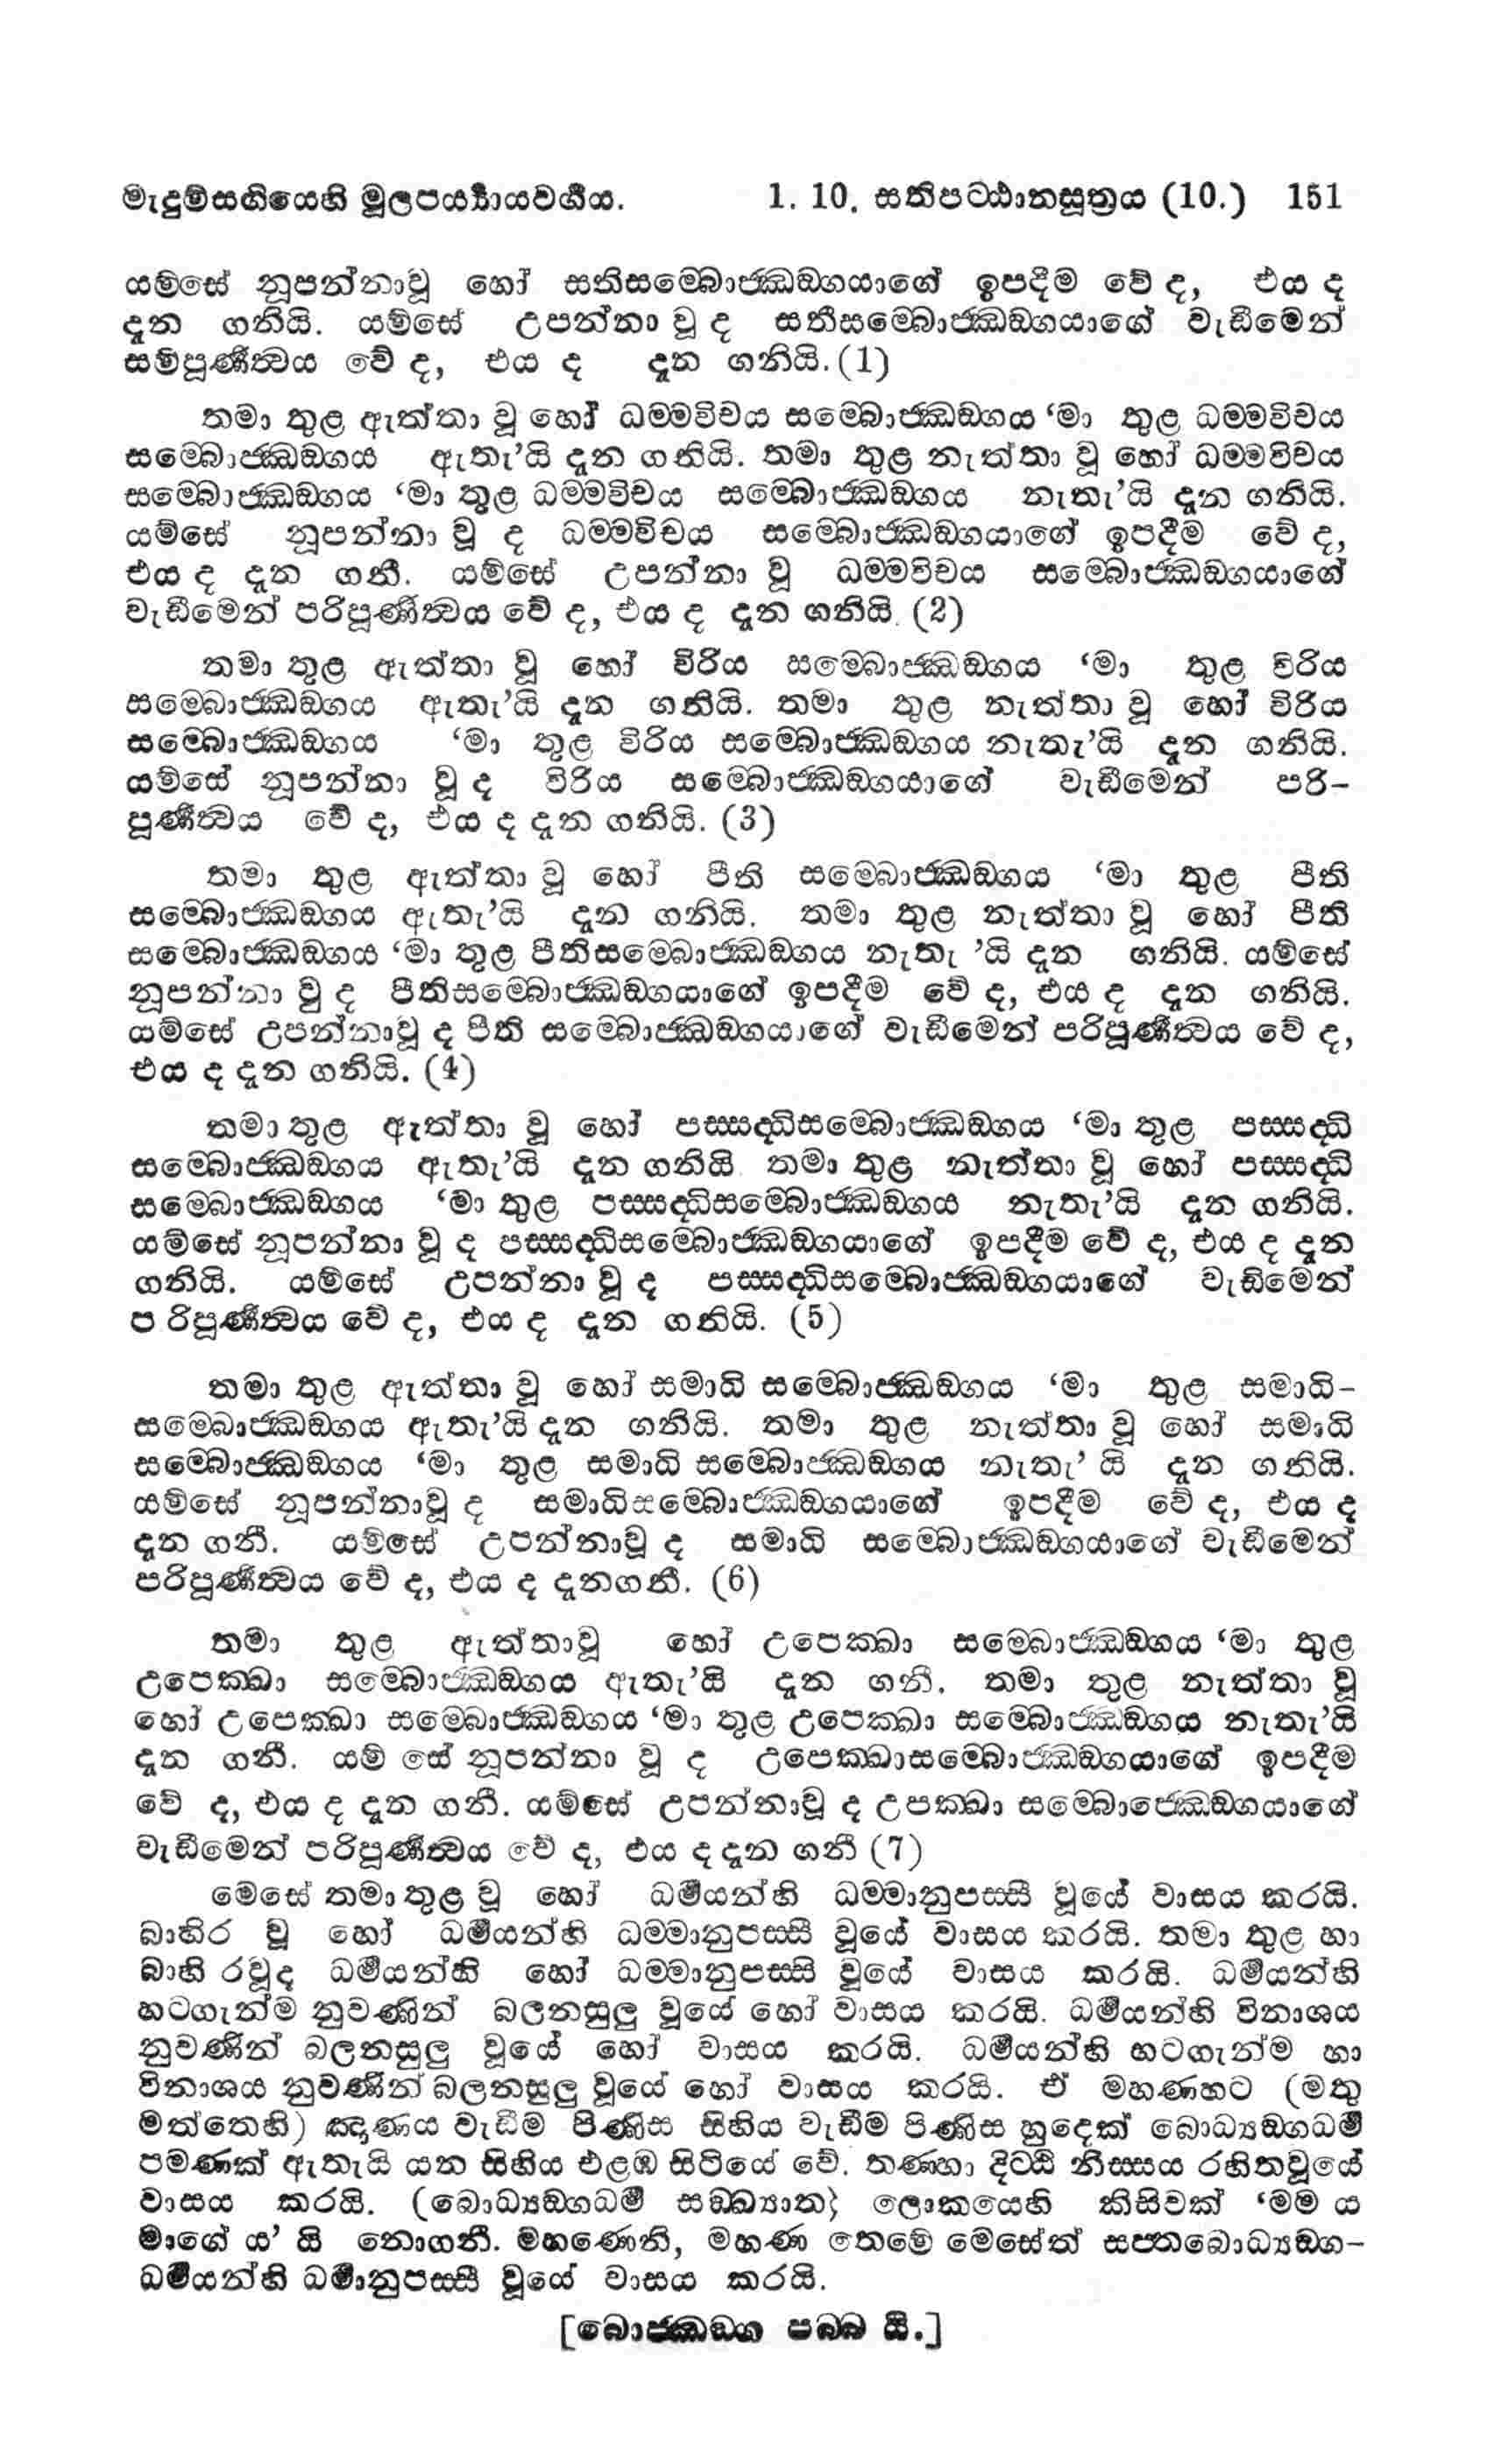 මැදුම්සඟියෙහි මූලපර්‍ය්‍යායවර්‍ගය. 1. 10. සතිපට්ඨානසූත්‍රය (10.) 151
යම්සේ නූපන්නාවූ හෝ සතිසම්බොජ්ඣඞ්ගයාගේ ඉපදීම වේ ද, එය ද
දැන ගනියි. යම්සේ උපන්නා වූ ද සතිසම්බොජ්ඣඞ්ගයාගේ වැඩීමෙන්
සම්පූර්‍ණත්‍වය වේ ද, එය ද දැන ගනියි. (1)
තමා තුළ ඇත්තා වූ හෝ ධම්මවිචය සම්බොජ්ඣඞ්ගය ‘මා තුළ ධම්මවිචය
සම්බොජ්ඣඞ්ගය ඇතැ’යි දැන ගනියි. තමා තුළ නැත්තා වූ හෝ ධම්මවිචය
සම්බොජ්ඣඞ්ගය ‘මා තුළ ධම්මවිචය සම්බොජ්ඣඞ්ගය නැතැ’යි දැන ගනියි.
යම්සේ නූපන්නා වූ ද ධම්මවිචය සම්බොජ්ඣඞ්ගයාගේ ඉපදීම වේ ද,
එය ද දැන ගනී. යම්සේ උපන්නා වූ ධම්මවිචය සම්බොජ්ඣඞ්ගයාගේ
වැඩීමෙන් පරිපූර්‍ණත්‍වය වේ ද, එය ද දැන ගනියි. (2)
තමා තුළ ඇත්තා වූ හෝ විරිය සම්බොජ්ඣඞ්ගය ‘මා තුළ විරිය
සම්බොජ්ඣඞ්ගය ඇතැ’යි දැන ගනියි. තමා තුළ නැත්තා වූ හෝ විරිය
සම්බොජ්ඣඞ්ගය ‘මා තුළ විරිය සම්බොජ්ඣඞ්ගය නැතැ’යි දැන ගනියි.
යම්සේ නූපන්නා වූ ද විරිය සම්බොජ්ඣඞ්ගයාගේ වැඩීමෙන් පරි-
පූර්‍ණත්‍වය වේ ද, එය ද දැන ගනියි. (3)
තමා තුළ ඇත්තා වූ හෝ පීති සම්බොජ්ඣඞ්ගය ‘මා තුළ පීති
සම්බොජ්ඣඞ්ගය ඇතැ’යි දැන ගනියි. තමා තුළ නැත්තා වූ හෝ පීති
සම්බොජ්ඣඞ්ගය ‘මා තුළ පීතිසම්බොජ්ඣඞ්ගය නැතැ ’යි දැන ගනියි. යම්සේ
නූපන්නා වූ ද පීතිසම්බොජ්ඣඞ්ගයාගේ ඉපදීම වේ ද, එය ද දැන ගනියි.
යම්සේ උපන්නාවූ ද පීති සම්බොජ්ඣඞ්ගයාගේ වැඩීමෙන් පරිපූර්‍ණත්‍වය වේ ද,
එය ද දැන ගනියි. (4)
තමා තුළ ඇත්තා වූ හෝ පස්සද්ධිසම්බොජ්ඣඞ්ගය ‘මා තුළ පස්සද්ධි
සම්බොජ්ඣඞ්ගය ඇතැ’යි දැන ගනියි. තමා තුළ නැත්තා වූ හෝ පස්සද්ධි
සම්බොජ්ඣඞ්ගය ‘මා තුළ පස්සද්ධිසම්බොජ්ඣඞ්ගය නැතැ’යි දැන ගනියි.
යම්සේ නූපන්නා වූ ද පස්සද්ධිසම්බොජ්ඣඞ්ගයාගේ ඉපදීම වේ ද, එය ද දැන
ගනියි. යම්සේ උපන්නා වූ ද පස්සද්ධිසම්බොජ්ඣඞ්ගයාගේ වැඩීමෙන්
ප රිපූර්‍ණත්‍වය වේ ද, එය ද දැන ගනියි. (5)
තමා තුළ ඇත්තා වූ හෝ සමාධි සම්බොජ්ඣඞ්ගය ‘මා තුළ සමාධි-
සම්බොජ්ඣඞ්ගය ඇතැ’යි දැන ගනියි. තමා තුළ නැත්තා වූ හෝ සමාධි
සම්බොජ්ඣඞ්ගය ‘මා තුළ සමාධි සම්බොජ්ඣඞ්ගය නැතැ’ යි දැන ගනියි.
යම්සේ නූපන්නාවූ ද සමාධිසම්බොජ්ඣඞ්ගයාගේ ඉපදීම වේ ද, එය ද
දැන ගනී. යම්සේ උපන්නාවූ ද සමාධි සම්බොජ්ඣඞ්ගයාගේ වැඩීමෙන්
පරිපූර්‍ණත්‍වය වේ ද, එය ද දැනගනී. (6)
තමා තුළ ඇත්තාවූ හෝ උපෙක්ඛා සම්බොජ්ඣඞ්ගය ‘මා තුළ
උපෙක්ඛා සම්බොජ්ඣඞ්ගය ඇතැ’යි දැන ගනී. තමා තුළ නැත්තා වූ
හෝ උපෙක්ඛා සම්බොජ්ඣඞ්ගය ‘මා තුළ උපෙක්ඛා සම්බොජ්ඣඞ්ගය නැතැ’යි
දැන ගනී. යම් සේ නූපන්නා වූ ද උපෙක්ඛාසම්බොජ්ඣඞ්ගයාගේ ඉපදීම
වේ ද, එය ද දැන ගනී. යම්සේ උපන්නාවූ ද උපක්ඛා සම්බොජ්ඣෙඞ්ගයාගේ
වැඩීමෙන් පරිපූර්‍ණත්‍වය වේ ද, එය ද දැන ගනී (7)
මෙසේ තමා තුළ වූ හෝ ධර්‍මයන්හි ධම්මානුපස්සී වූයේ වාසය කරයි.
බාහිර වූ හෝ ධර්‍මයන්හි ධම්මානුපස්සී වූයේ වාසය කරයි. තමා තුළ හා
බාහි රවූද ධර්‍මයන්හි හෝ ධම්මානුපස්සි වූයේ වාසය කරයි. ධර්‍මයන්හි
හටගැන්ම නුවණින් බලනසුලු වූයේ හෝ වාසය කරයි. ධර්‍මයන්හි විනාශය
නුවණින් බලනසුලු වූයේ හෝ වාසය කරයි. ධර්‍මයන්හි හටගැන්ම හා
විනාශය නුවණින් බලනසුලු වූයේ හෝ වාසය කරයි. ඒ මහණහට (මතු
මත්තෙහි) ඤාණය වැඩීම පිණිස සිහිය වැඩීම පිණිස හුදෙක් බොධ්‍යඞ්ගධර්‍ම
පමණක් ඇතැයි යන සිහිය එළඹ සිටියේ වේ. තණ්හා දිට්ඨි නිස්සය රහිතවූයේ
වාසය කරයි. (බොධ්‍යඞ්ගධර්‍ම සඞ්ඛ්‍යාත) ලොකයෙහි කිසිවක් ‘මම ය
මාගේ ය’ යි නොගනී. මහණෙනි, මහණ තෙමේ මෙසේත් සප්තබොධ්‍යඞ්ග-
ධර්‍මයන්හි ධර්‍මානුපස්සී වූයේ වාසය කරයි.
[බොජ්ඣඞ්ග පබ්බ යි.]